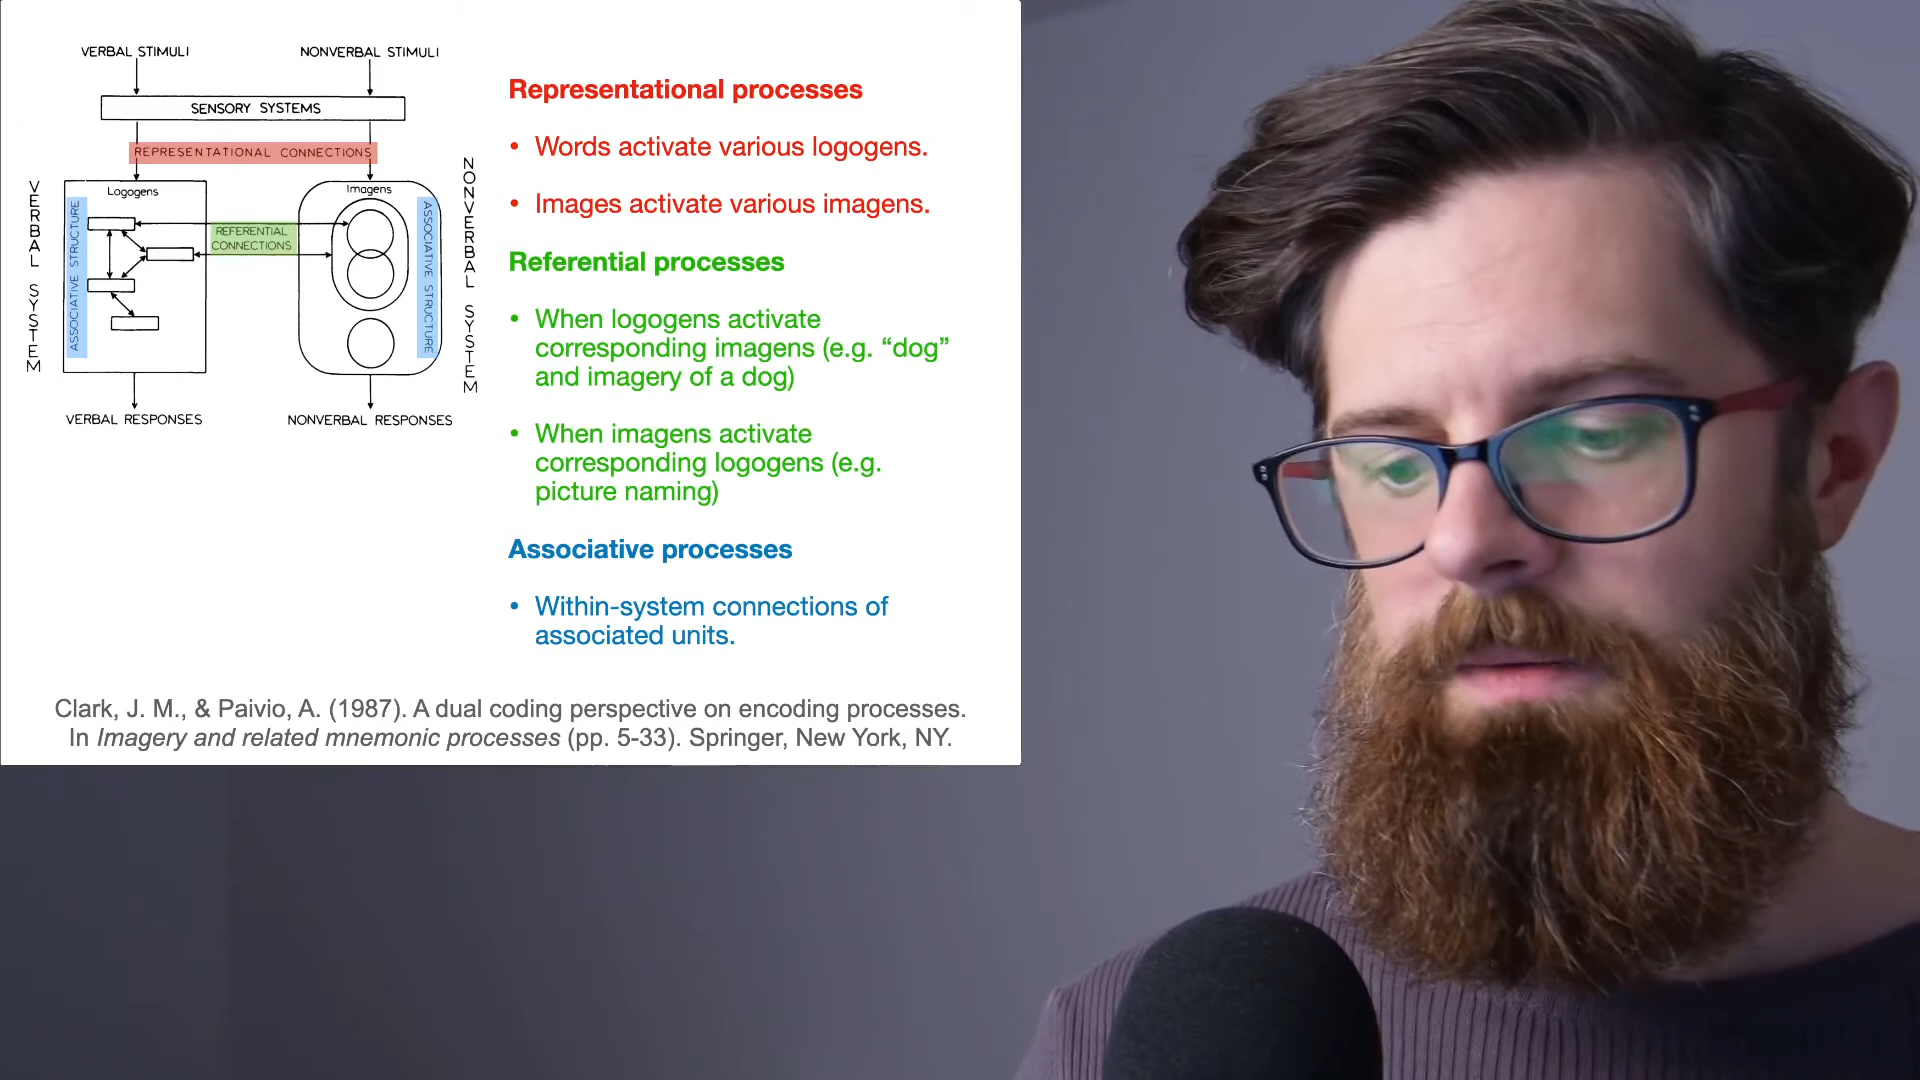 VERBAL STIMULI
NONVERBAL STIMULI
SENSORY SYSTEMS
REPRESENTATIONAL CONNECTIONS
VERBAL SYSTEM
ASSOCIATIVE STRUCTURE
Logogens
REFERENTIAL
CONNECTIONS
Imagens
ASSOCIATIVE STRUCTURE
NONVERBAL SYSTEM
VERBAL RESPONSES
NONVERBAL RESPONSES
Representational processes
• Words activate various logogens.
• Images activate various imagens.
Referential processes
• When logogens activate
corresponding imagens (e.g. “dog”
and imagery of a dog)
• When imagens activate
corresponding logogens (e.g.
picture naming)
Associative processes
• Within-system connections of
associated units.
Clark, J. M., & Paivio, A. (1987). A dual coding perspective on encoding processes.
In Imagery and related mnemonic processes (pp. 5-33). Springer, New York, NY.